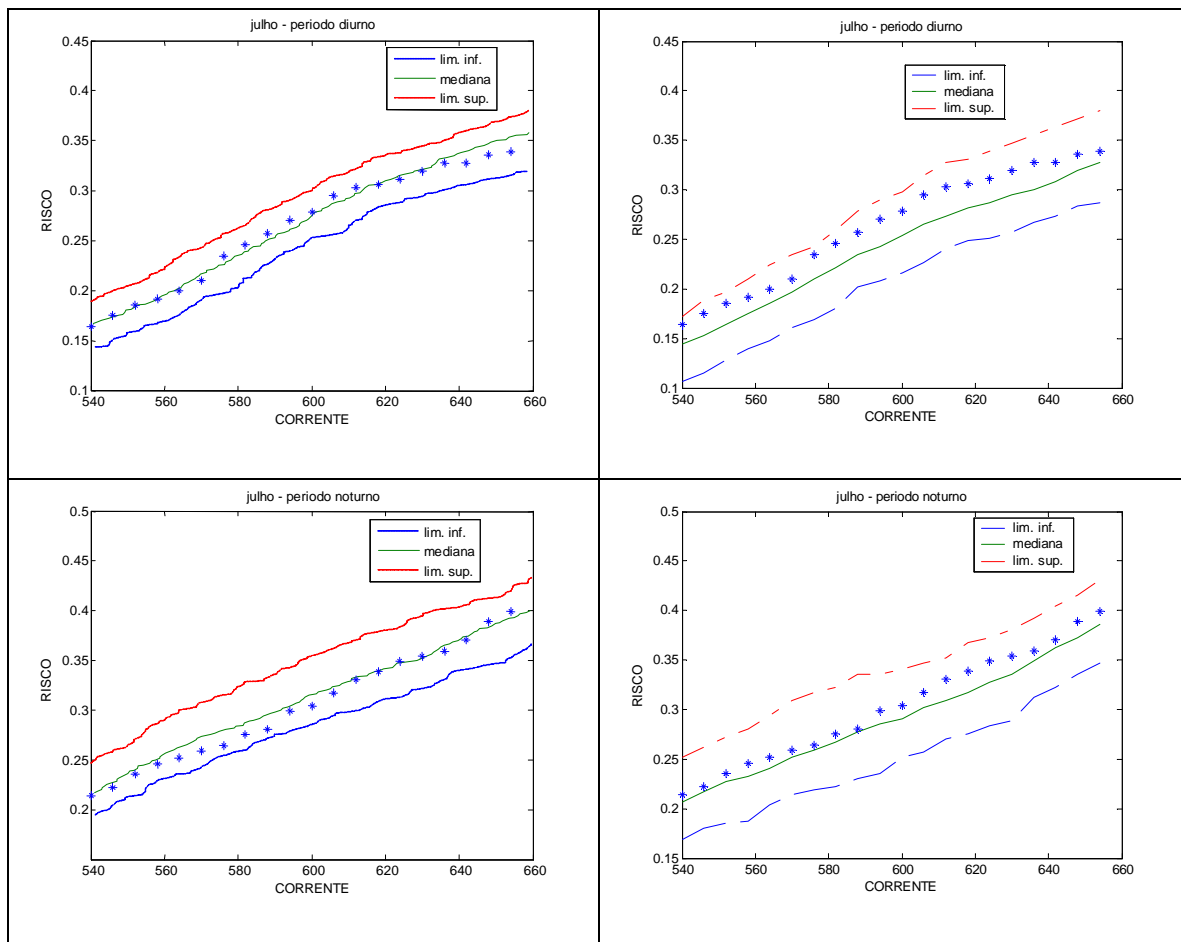 julho - periodo diurno
0.45
0.4
0.35
0.3
0.25
0.2
0.15
0.1
RISCO
lim. inf.
mediana
lim. sup.
540 560 580 600 620 640 660
CORRENTE
julho - periodo diurno
0.45
0.4
0.35
0.3
0.25
0.2
0.15
0.1
RISCO
lim. inf.
mediana
lim. sup.
540 560 580 600 620 640 660
CORRENTE
julho - periodo noturno
0.5
0.45
0.4
0.35
0.3
0.25
0.2
RISCO
lim. inf.
mediana
lim. sup.
540 560 580 600 620 640 660
CORRENTE
julho - periodo noturno
0.5
0.45
0.4
0.35
0.3
0.25
0.2
0.15
RISCO
lim. inf.
mediana
lim. sup.
540 560 580 600 620 640 660
CORRENTE